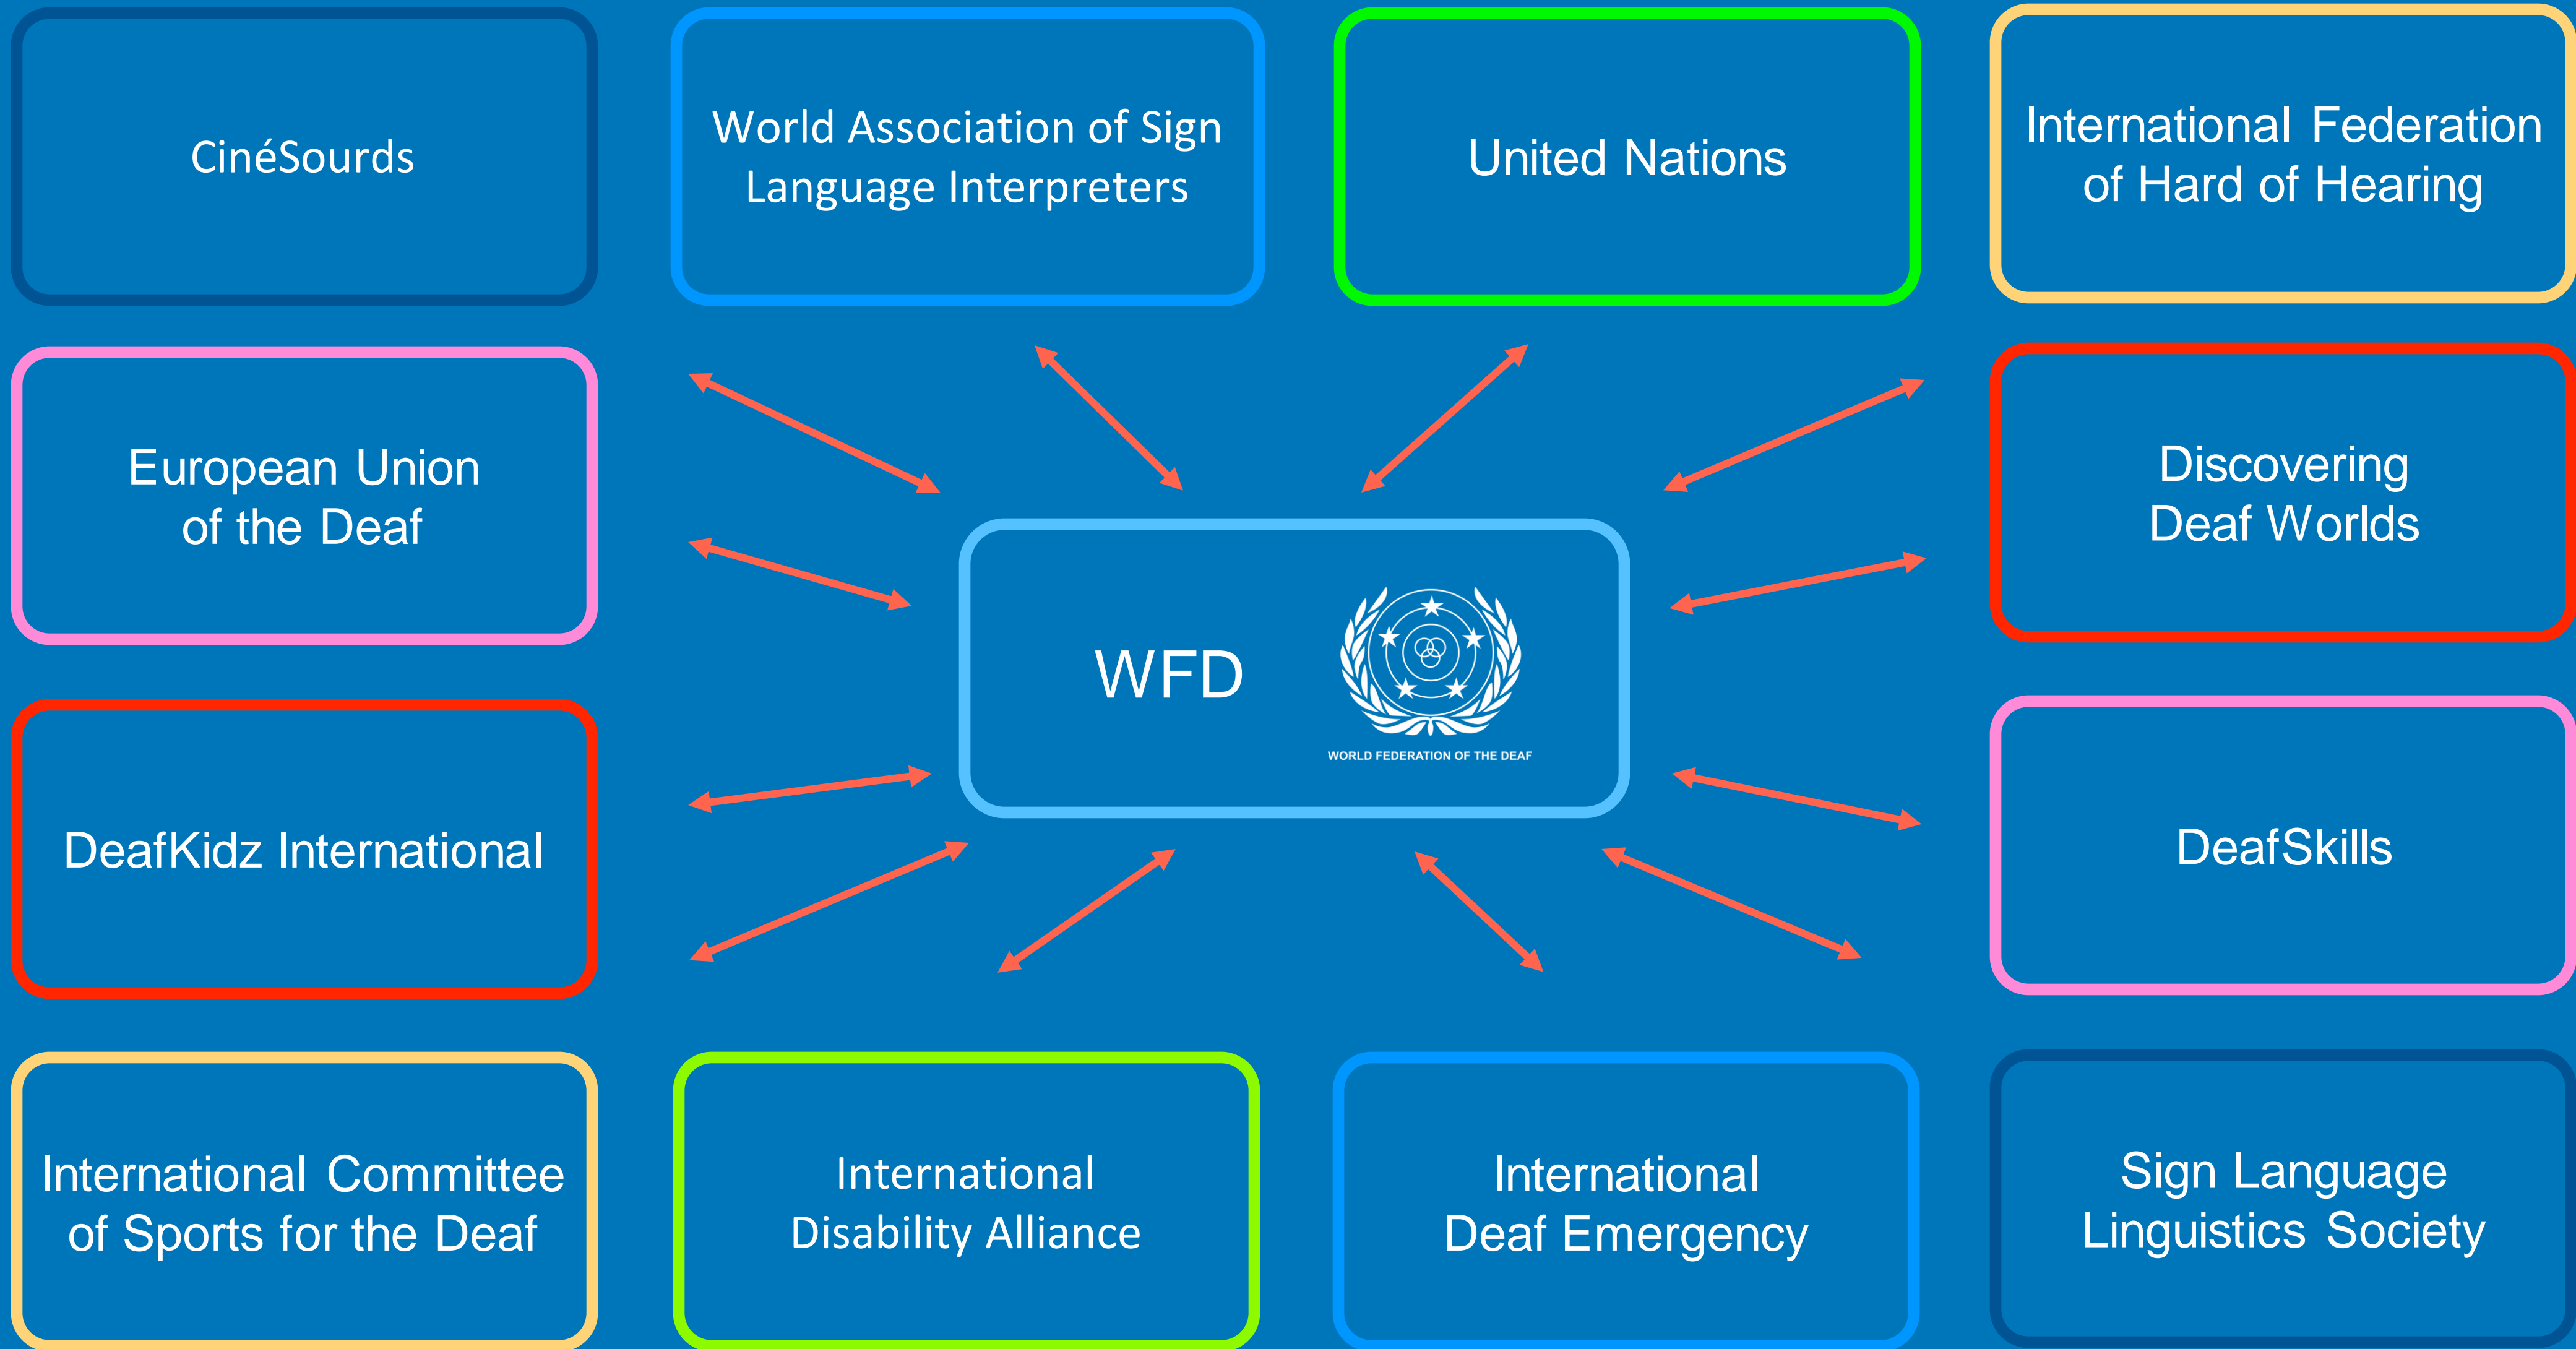 CinéSourds
World Association of Sign
Language Interpreters
United Nations
International Federation
of Hard of Hearing
European Union
of the Deaf
Discovering
Deaf Worlds
WFD
WORLD FEDERATION OF THE DEAF
DeafKidz International
DeafSkills
International Committee
of Sports for the Deaf
International
Disability Alliance
International
Deaf Emergency
Sign Language
Linguistics Society